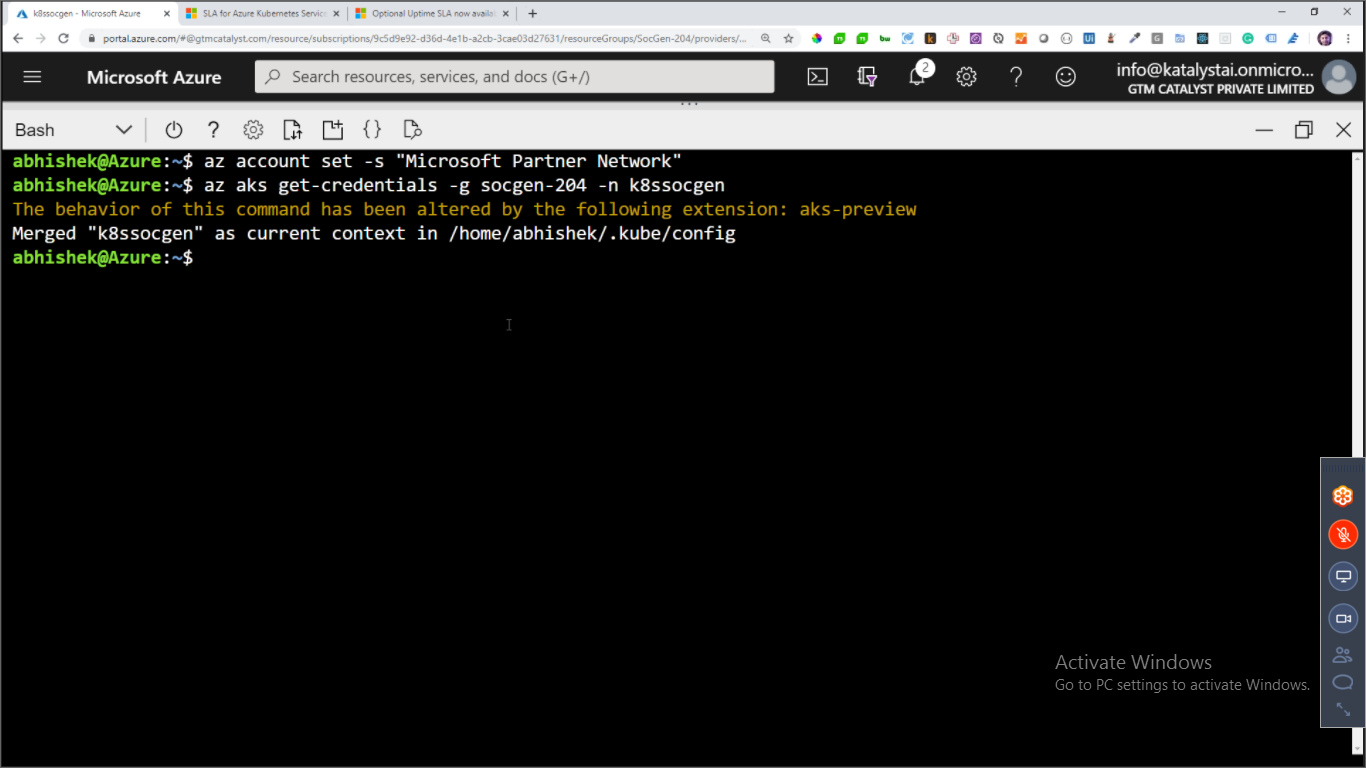 k8ssocgen - Microsoft Azure
SLA for Azure Kubernetes Service
Optional Uptime SLA now availa
portal.azure.com/#@gtmcatalyst.com/resource/subscriptions/9c5d9e92-d36d-4e1b-a2cb-3cae03d27631/resourceGroups/SocGen-204/providers/...
Microsoft Azure
Search resources, services, and docs (G+/)
2
info@katalystai.onmicro...
GTM CATALYST PRIVATE LIMITED
Bash
abhishek@Azure:~$ az account set -s "Microsoft Partner Network"
abhishek@Azure:~$ az aks get-credentials -g socgen-204 -n k8ssocgen
The behavior of this command has been altered by the following extension: aks-preview
Merged "k8ssocgen" as current context in /home/abhishek/.kube/config
abhishek@Azure:~$
Activate Windows
Go to PC settings to activate Windows.